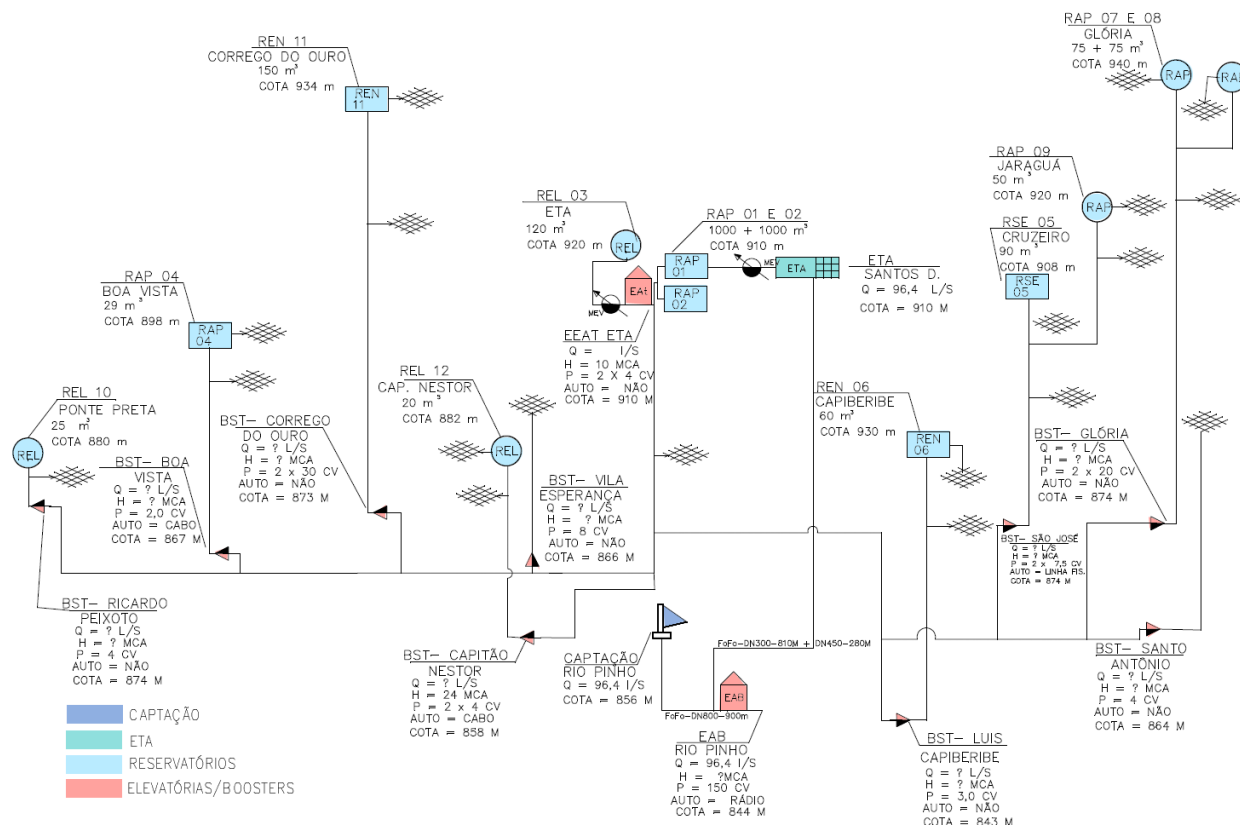 REN 11
CORREGO DO OURO
150 m³
COTA 934 m
REN
11
RAP 07 E 08
GLÓRIA
75 + 75 m³
COTA 940 m
RAP
RAP 09
JARAGUÁ
50 m³
COTA 920 m
RAP
RSE 05
CRUZEIRO
90 m³
COTA 908 m
RSE
05
REL 03
ETA
120 m³
COTA 920 m
REL
RAP 01 E 02
1000 + 1000 m³
COTA 910 m
RAP
01
RAP
02
MEV
ETA
ETA
SANTOS D.
Q = 96,4 L/S
COTA = 910 M
EAt
MEV
EEAT ETA
Q = l/S
H = 10 MCA
P = 2 X 4 CV
AUTO = NÃO
COTA = 910 M
RAP 04
BOA VISTA
29 m³
COTA 898 m
RAP
04
REL 10
PONTE PRETA
25 m³
COTA 880 m
REL
BST- BOA
VISTA
Q = ? L/S
H = ? MCA
P = 2,0 CV
AUTO = CABO
COTA = 867 M
BST- CORREGO
DO OURO
Q = ? L/S
H = ? MCA
P = 2 x 30 CV
AUTO = NÃO
COTA = 873 M
REL 12
CAP. NESTOR
20 m³
COTA 882 m
REL
BST- VILA
ESPERANÇA
Q = ? L/S
H = ? MCA
P = 8 CV
AUTO = NÃO
COTA = 866 M
REN 06
CAPIBERIBE
60 m³
COTA 930 m
REN
06
BST- GLÓRIA
Q = ? L/S
H = ? MCA
P = 2 x 20 CV
AUTO = NÃO
COTA = 874 M
BST- SÃO JOSÉ
Q = ? L/S
H = ? MCA
P = 2 x 7,5 CV
AUTO = LINHA FIS.
COTA = 874 M
BST- RICARDO
PEIXOTO
Q = ? L/S
H = ? MCA
P = 4 CV
AUTO = NÃO
COTA = 874 M
BST- CAPITÃO
NESTOR
Q = ? L/S
H = 24 MCA
P = 2 x 4 CV
AUTO = CABO
COTA = 858 M
CAPTAÇÃO
RIO PINHO
Q = 96,4 l/S
COTA = 856 M
FoFo-DN300-810M + DN450-280M
EAB
FoFo-DN800-900m
EAB
RIO PINHO
Q = 96,4 L/S
H = ?MCA
P = 150 CV
AUTO = RÁDIO
COTA = 844 M
BST- LUIS
CAPIBERIBE
Q = ? L/S
H = ? MCA
P = 3,0 CV
AUTO = NÃO
COTA = 843 M
BST- SANTO
ANTÔNIO
Q = ? L/S
H = ? MCA
P = 4 CV
AUTO = NÃO
COTA = 864 M
CAPTAÇÃO
ETA
RESERVATÓRIOS
ELEVATÓRIAS/BOOSTERS